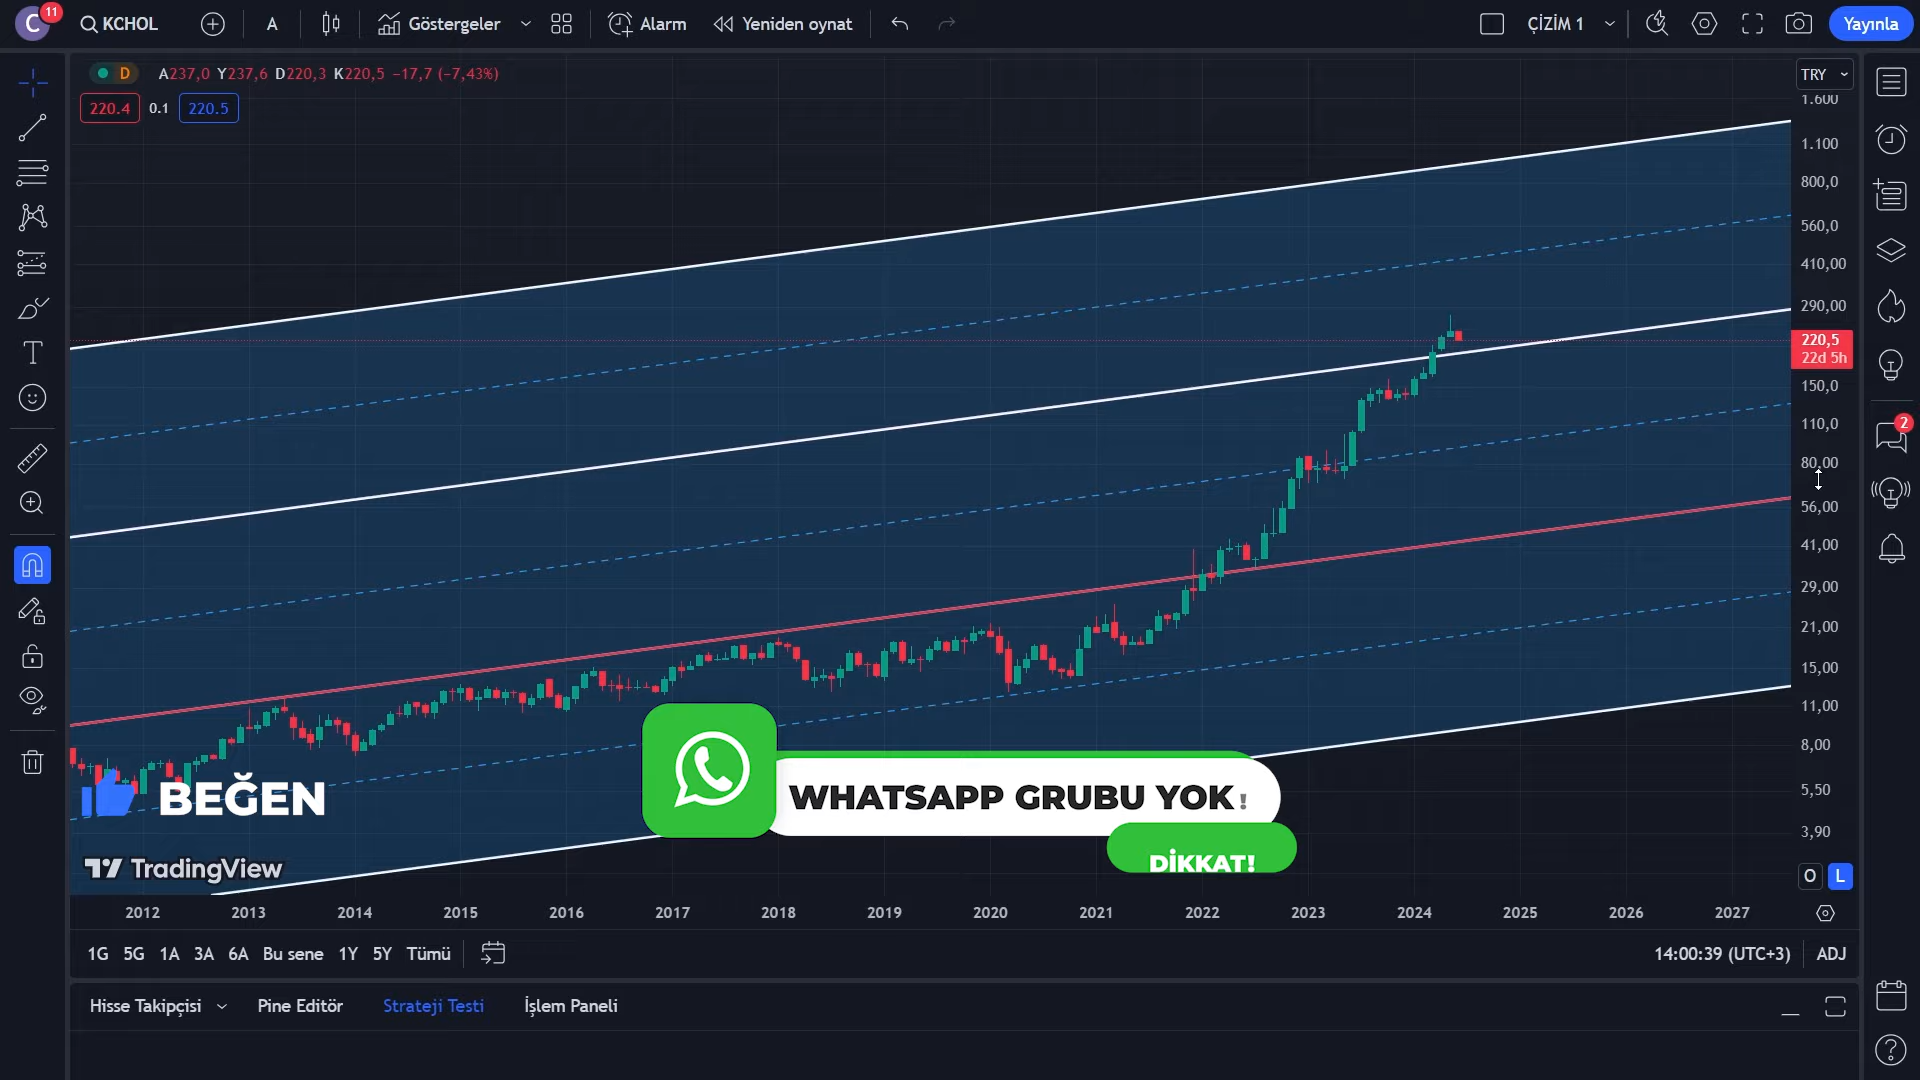 C 11 KCHOL A Göstergeler Alarm Yeniden oynat ÇİZİM 1 Yayınla
D A237,0 Y237,6 D220,3 K220,5 −17,7 (−7,43%)
220.4 0.1 220.5
TRY
1.600
1.100
800,0
560,0
410,00
290,00
220,5
22d 5h
150,0
110,0
80,00
56,00
41,00
29,00
21,00
15,00
11,00
8,00
5,50
3,90
2
BEĞEN
WHATSAPP GRUBU YOK !
DİKKAT!
TradingView
O L
2012 2013 2014 2015 2016 2017 2018 2019 2020 2021 2022 2023 2024 2025 2026 2027
1G 5G 1A 3A 6A Bu sene 1Y 5Y Tümü 14:00:39 (UTC+3) ADJ
Hisse Takipçisi Pine Editör Strateji Testi İşlem Paneli